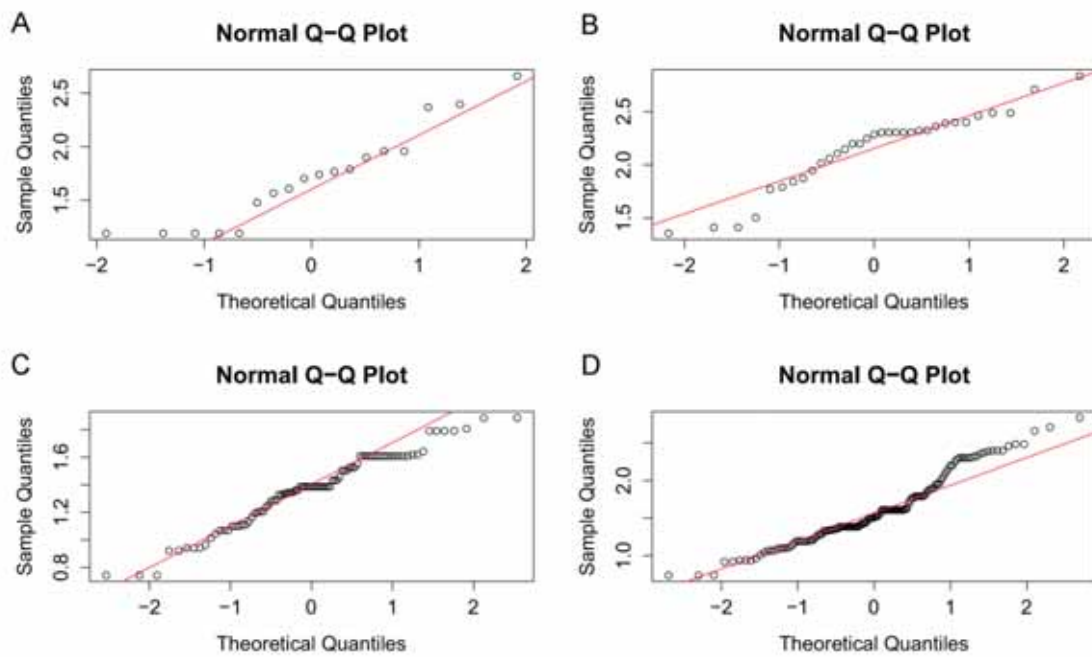 A
Normal Q−Q Plot
Sample Quantiles
1.5 2.0 2.5
−2 −1 0 1 2
Theoretical Quantiles
B
Normal Q−Q Plot
Sample Quantiles
1.5 2.0 2.5
−2 −1 0 1 2
Theoretical Quantiles
C
Normal Q−Q Plot
Sample Quantiles
0.8 1.2 1.6
−2 −1 0 1 2
Theoretical Quantiles
D
Normal Q−Q Plot
Sample Quantiles
1.0 2.0
−2 −1 0 1 2
Theoretical Quantiles